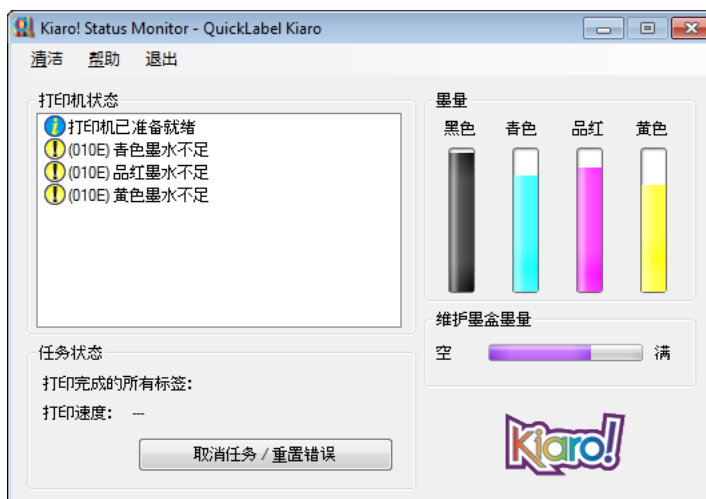 Kiaro! Status Monitor - QuickLabel Kiaro
清洁 帮助 退出
打印机状态
打印机已准备就绪
(010E) 青色墨水不足
(010E) 品红墨水不足
(010E) 黄色墨水不足
墨量
黑色 青色 品红 黄色
维护墨盒墨量
空 满
任务状态
打印完成的所有标签:
打印速度: ---
取消任务 / 重置错误
Kiaro!